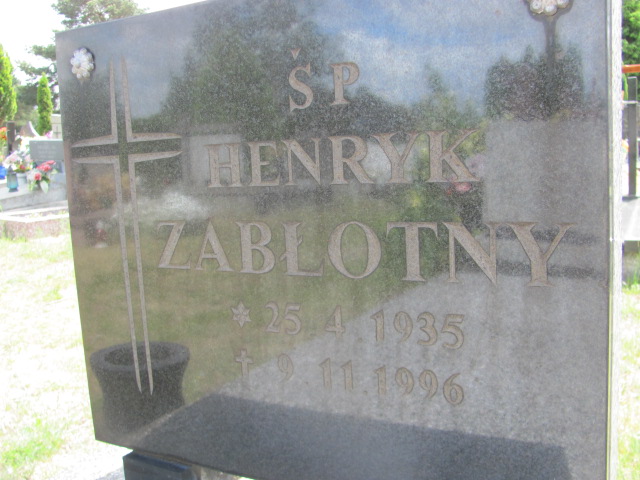 ŚP
HENRYK
ZABŁOTNY
* 25 4 1935
† 9 11 1996